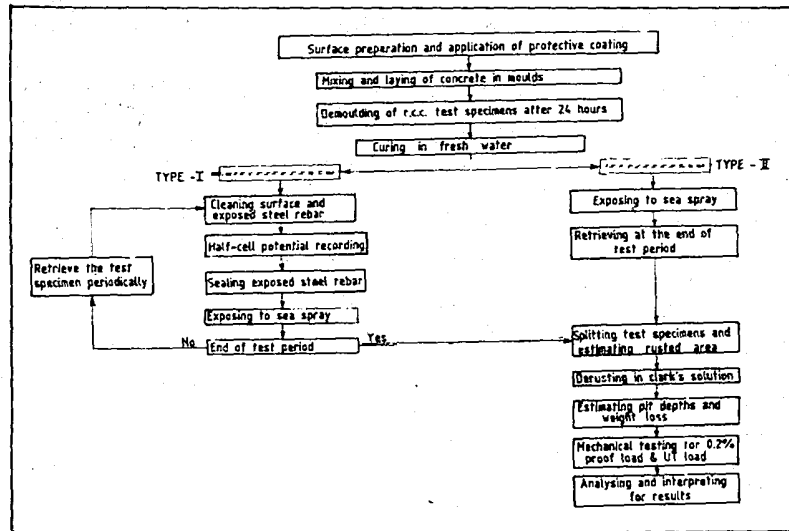 Surface preparation and application of protective coating
Mixing and laying of concrete in moulds
Demoulding of r.c.c. test specimens after 24 hours
Curing in fresh water
TYPE - I
TYPE - II
Cleaning surface and
exposed steel rebar
Half-cell potential recording
Sealing exposed steel rebar
Exposing to sea spray
End of test period
No
Yes
Retrieve the test
specimen periodically
Exposing to sea spray
Retrieving at the end of
test period
Splitting test specimens and
estimating rusted area
Derusting in clark's solution
Estimating pit depths and
weight loss
Mechanical testing for 0.2%
proof load & UT load
Analysing and interpreting
for results